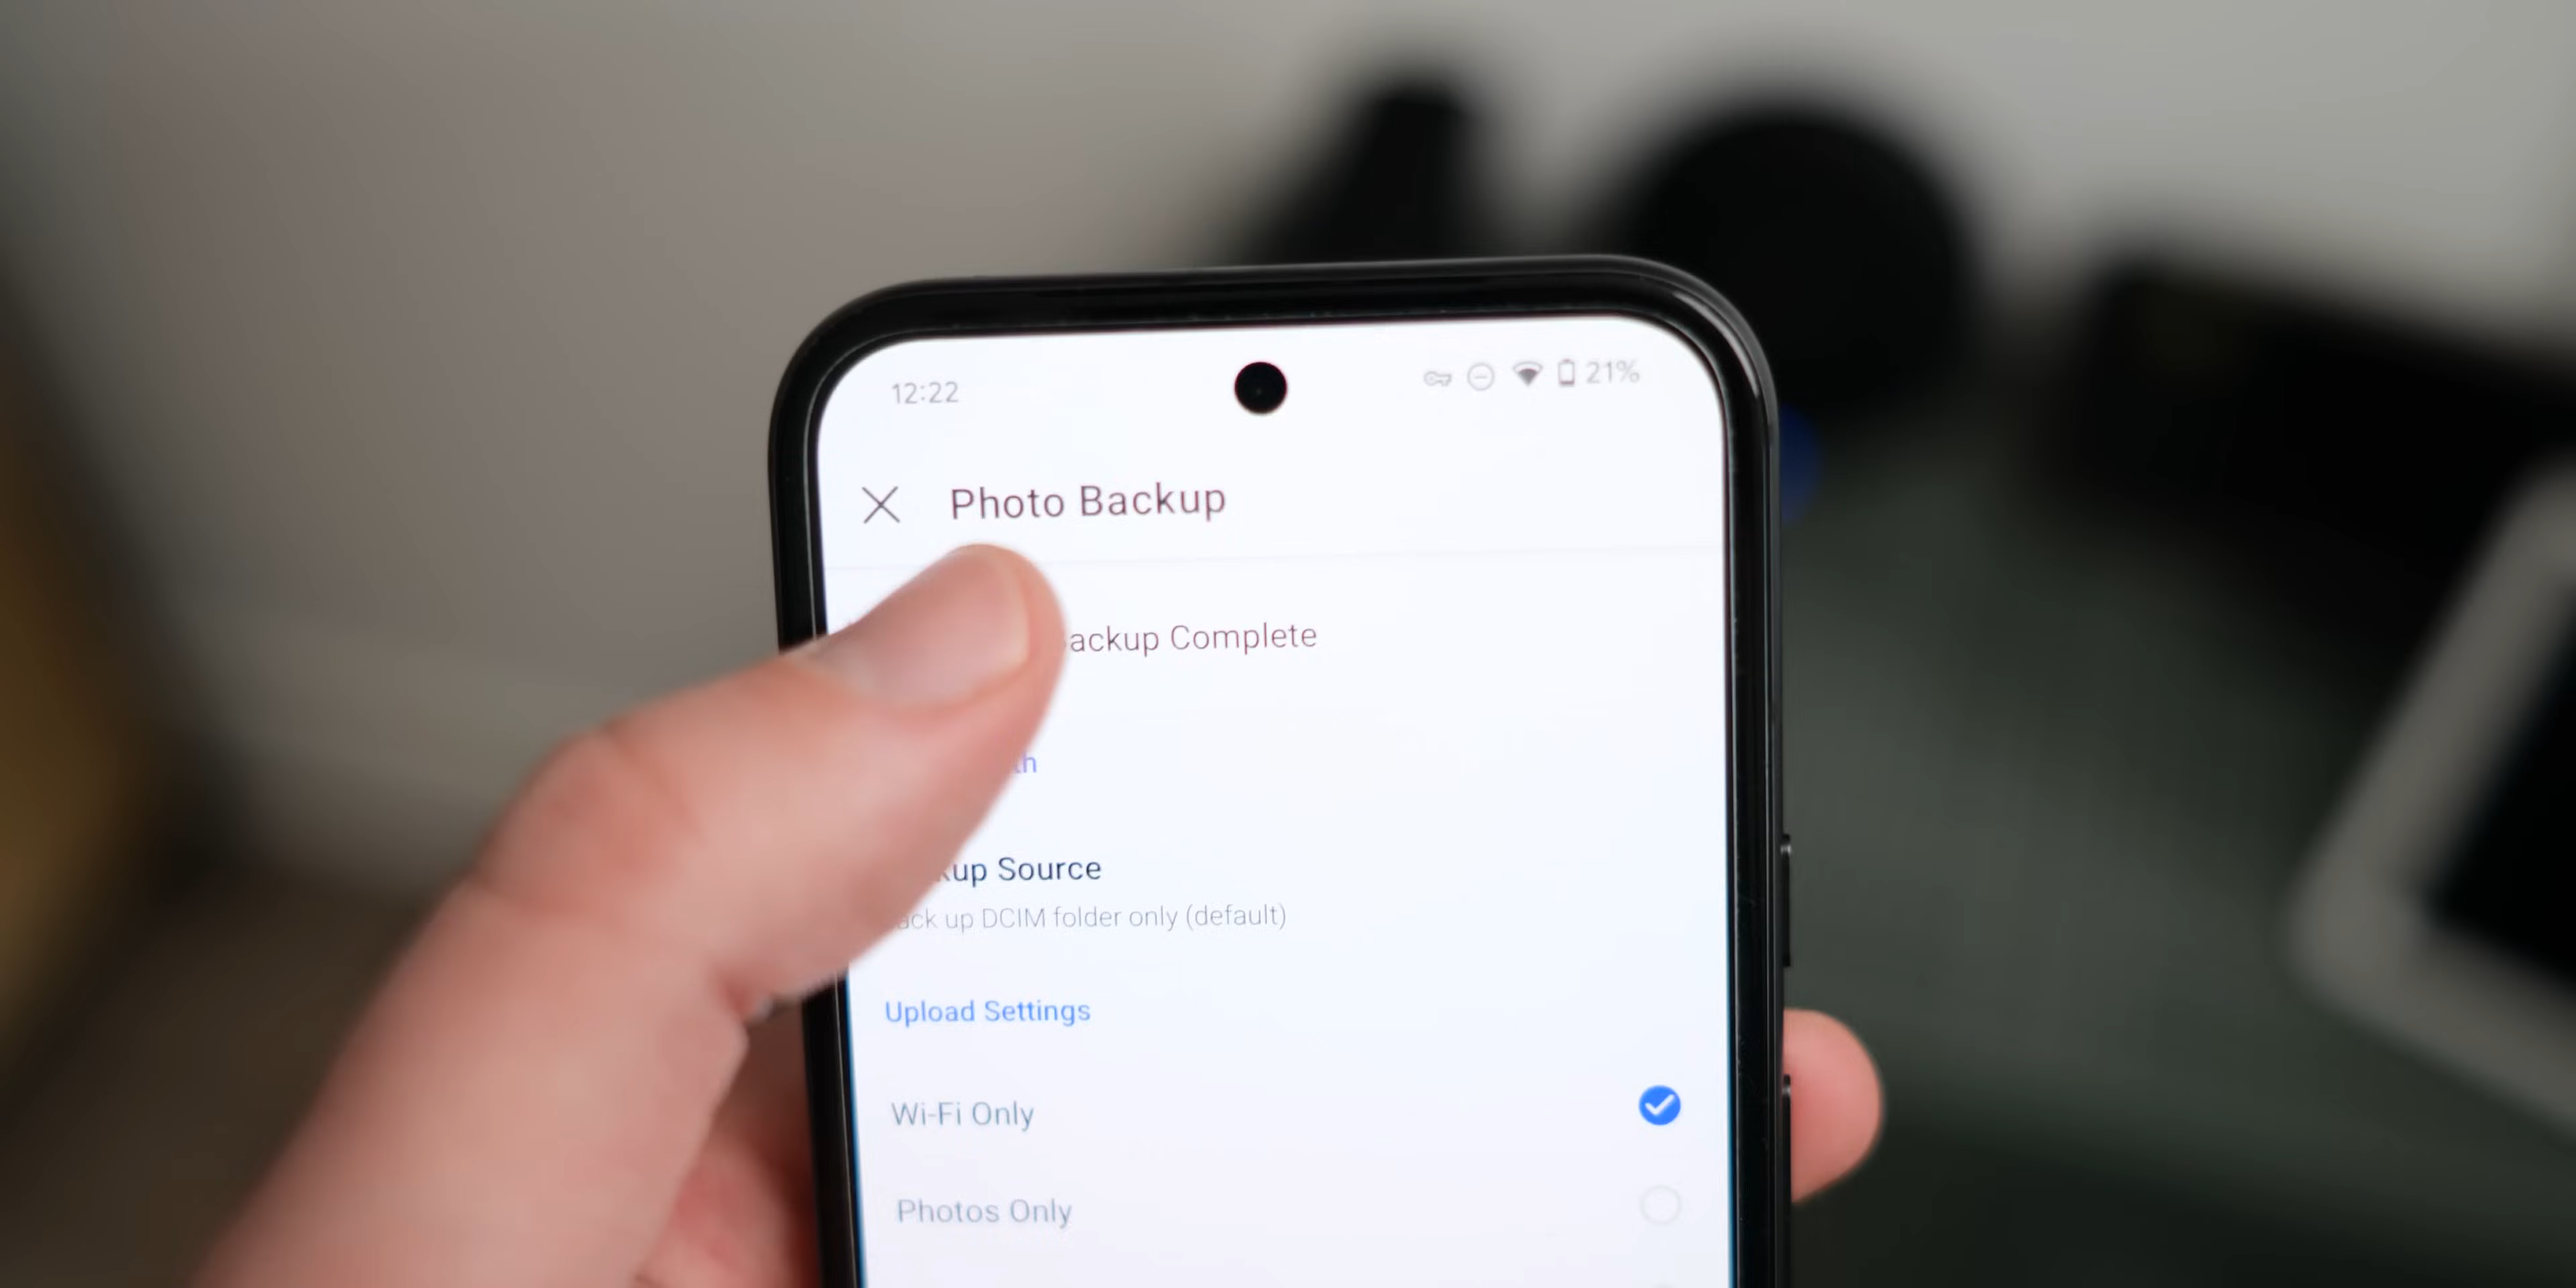 12:22
21%
Photo Backup
ackup Complete
th
kup Source
ack up DCIM folder only (default)
Upload Settings
Wi-Fi Only
Photos Only